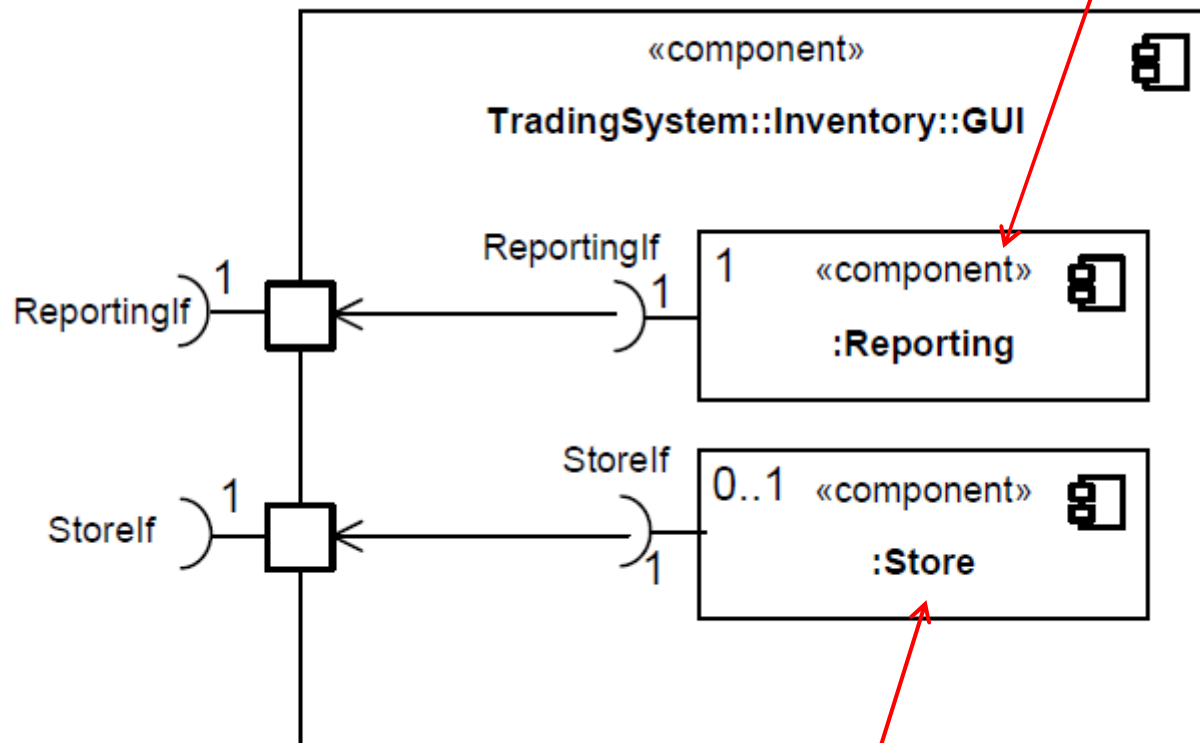 «component»
TradingSystem::Inventory::GUI
ReportingIf
1
«component»
1
1
ReportingIf
:Reporting
StoreIf
0..1
«component»
1
StoreIf
1
:Store